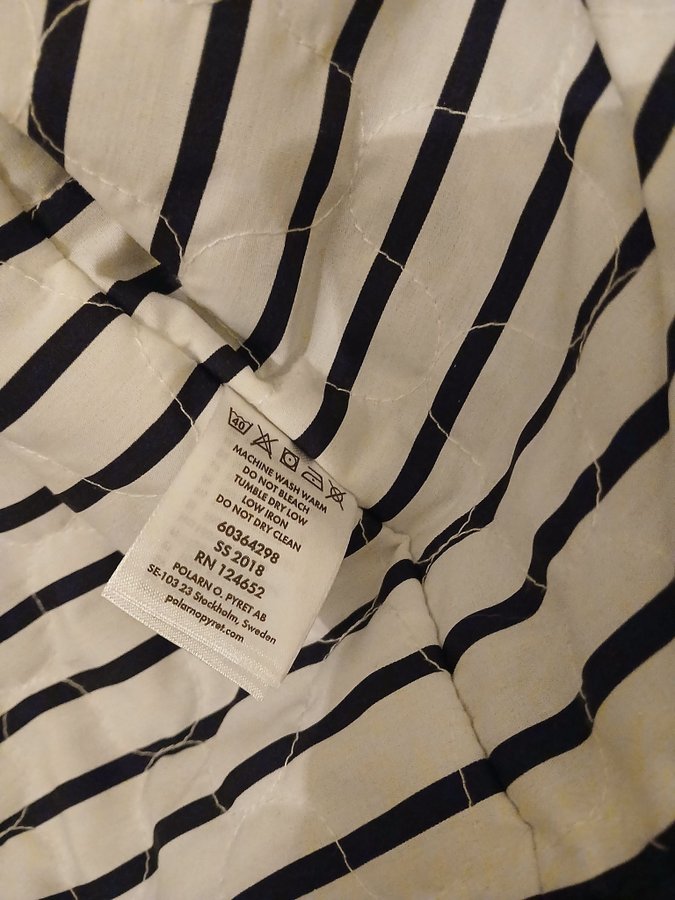 40
MACHINE WASH WARM
DO NOT BLEACH
TUMBLE DRY LOW
LOW IRON
DO NOT DRY CLEAN
60364298
SS 2018
RN 124652
POLARN O. PYRET AB
SE-103 23 Stockholm, Sweden
polarnopyret.com